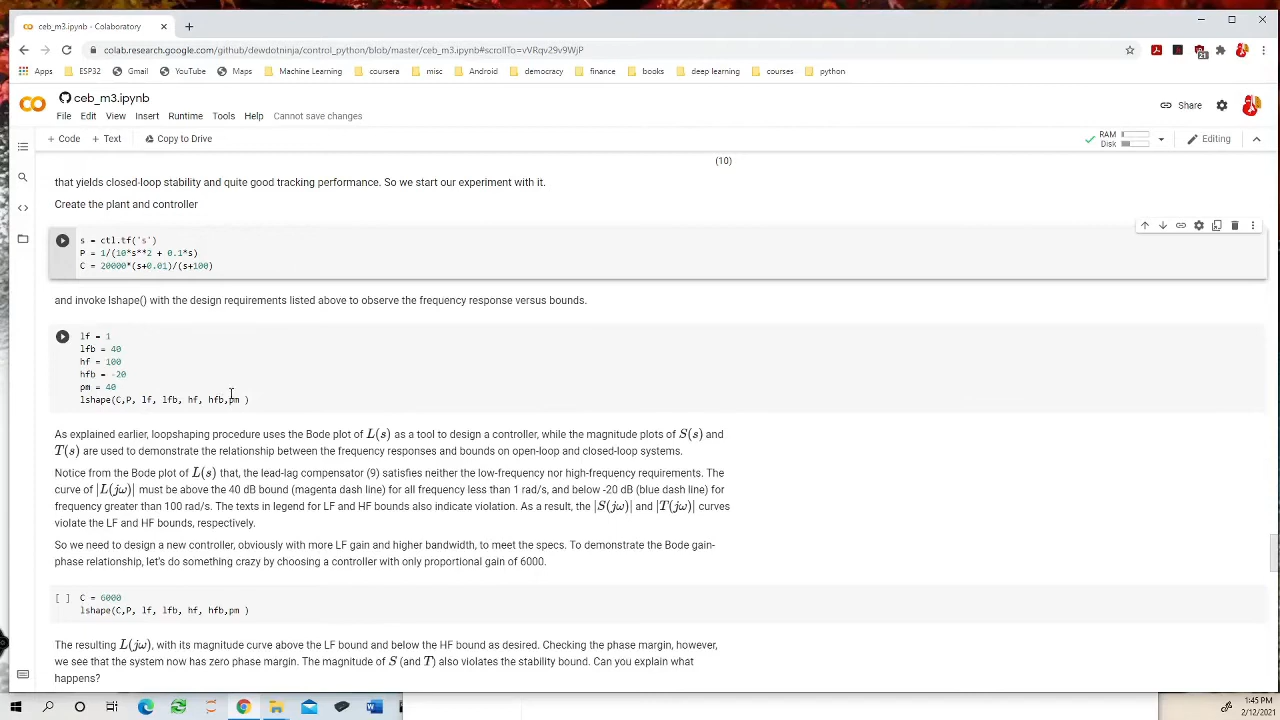 ceb_m3.ipynb - Colaboratory
colab.research.google.com/github/dewdotninja/control_python/blob/master/ceb_m3.ipynb#scrollTo=vVRqv29v9WjP
21
Apps ESP32 Gmail YouTube Maps Machine Learning coursera misc Android democracy finance books deep learning courses python
ceb_m3.ipynb
Share
File Edit View Insert Runtime Tools Help Cannot save changes
+ Code + Text Copy to Drive
RAM
Disk
Editing
(10)
that yields closed-loop stability and quite good tracking performance. So we start our experiment with it.
Create the plant and controller
s = ctl.tf('s')
P = 1/(10*s**2 + 0.1*s)
C = 20000*(s+0.01)/(s+100)
and invoke lshape() with the design requirements listed above to observe the frequency response versus bounds.
lf = 1
lfb = 40
hf = 100
hfb = -20
pm = 40
lshape(C,P, lf, lfb, hf, hfb,pm )
As explained earlier, loopshaping procedure uses the Bode plot of L(s) as a tool to design a controller, while the magnitude plots of S(s) and
T(s) are used to demonstrate the relationship between the frequency responses and bounds on open-loop and closed-loop systems.
Notice from the Bode plot of L(s) that, the lead-lag compensator (9) satisfies neither the low-frequency nor high-frequency requirements. The
curve of |L(jω)| must be above the 40 dB bound (magenta dash line) for all frequency less than 1 rad/s, and below -20 dB (blue dash line) for
frequency greater than 100 rad/s. The texts in legend for LF and HF bounds also indicate violation. As a result, the |S(jω)| and |T(jω)| curves
violate the LF and HF bounds, respectively.
So we need to design a new controller, obviously with more LF gain and higher bandwidth, to meet the specs. To demonstrate the Bode gain-
phase relationship, let's do something crazy by choosing a controller with only proportional gain of 6000.
[ ] C = 6000
lshape(C,P, lf, lfb, hf, hfb,pm )
The resulting L(jω), with its magnitude curve above the LF bound and below the HF bound as desired. Checking the phase margin, however,
we see that the system now has zero phase margin. The magnitude of S (and T) also violates the stability bound. Can you explain what
happens?
1:45 PM
2/12/2021